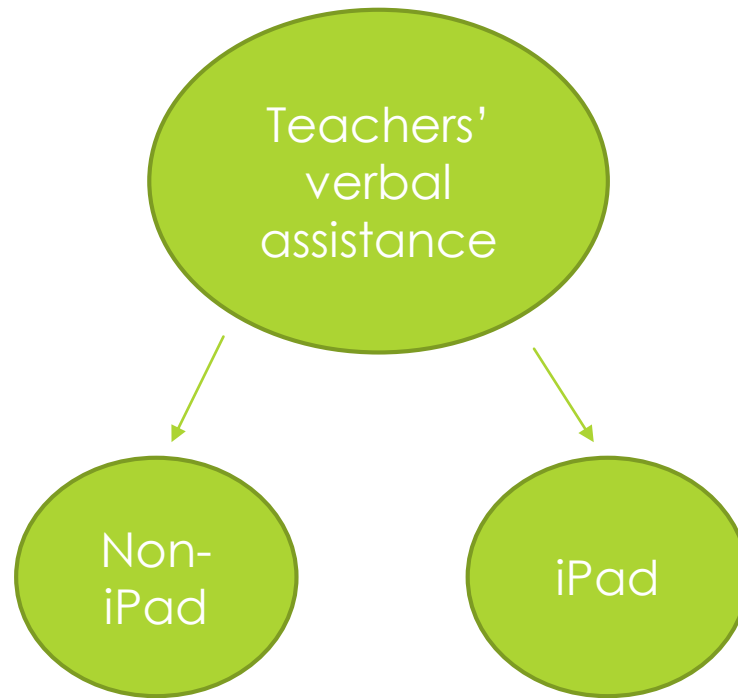 Teachers’
verbal
assistance
Non-
iPad
iPad